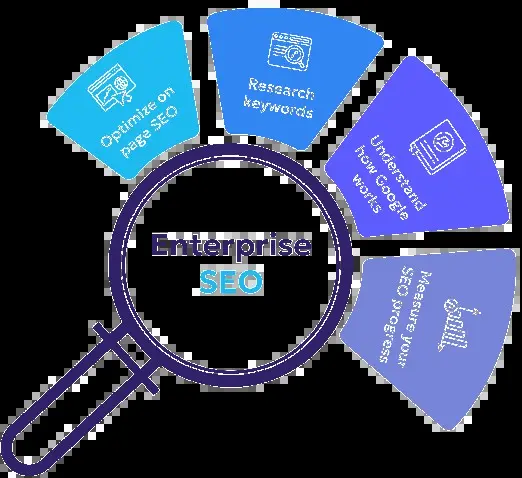 Optimize on
page SEO
Research
keywords
Understand
how Google
works
Measure your
SEO progress
Enterprise
SEO